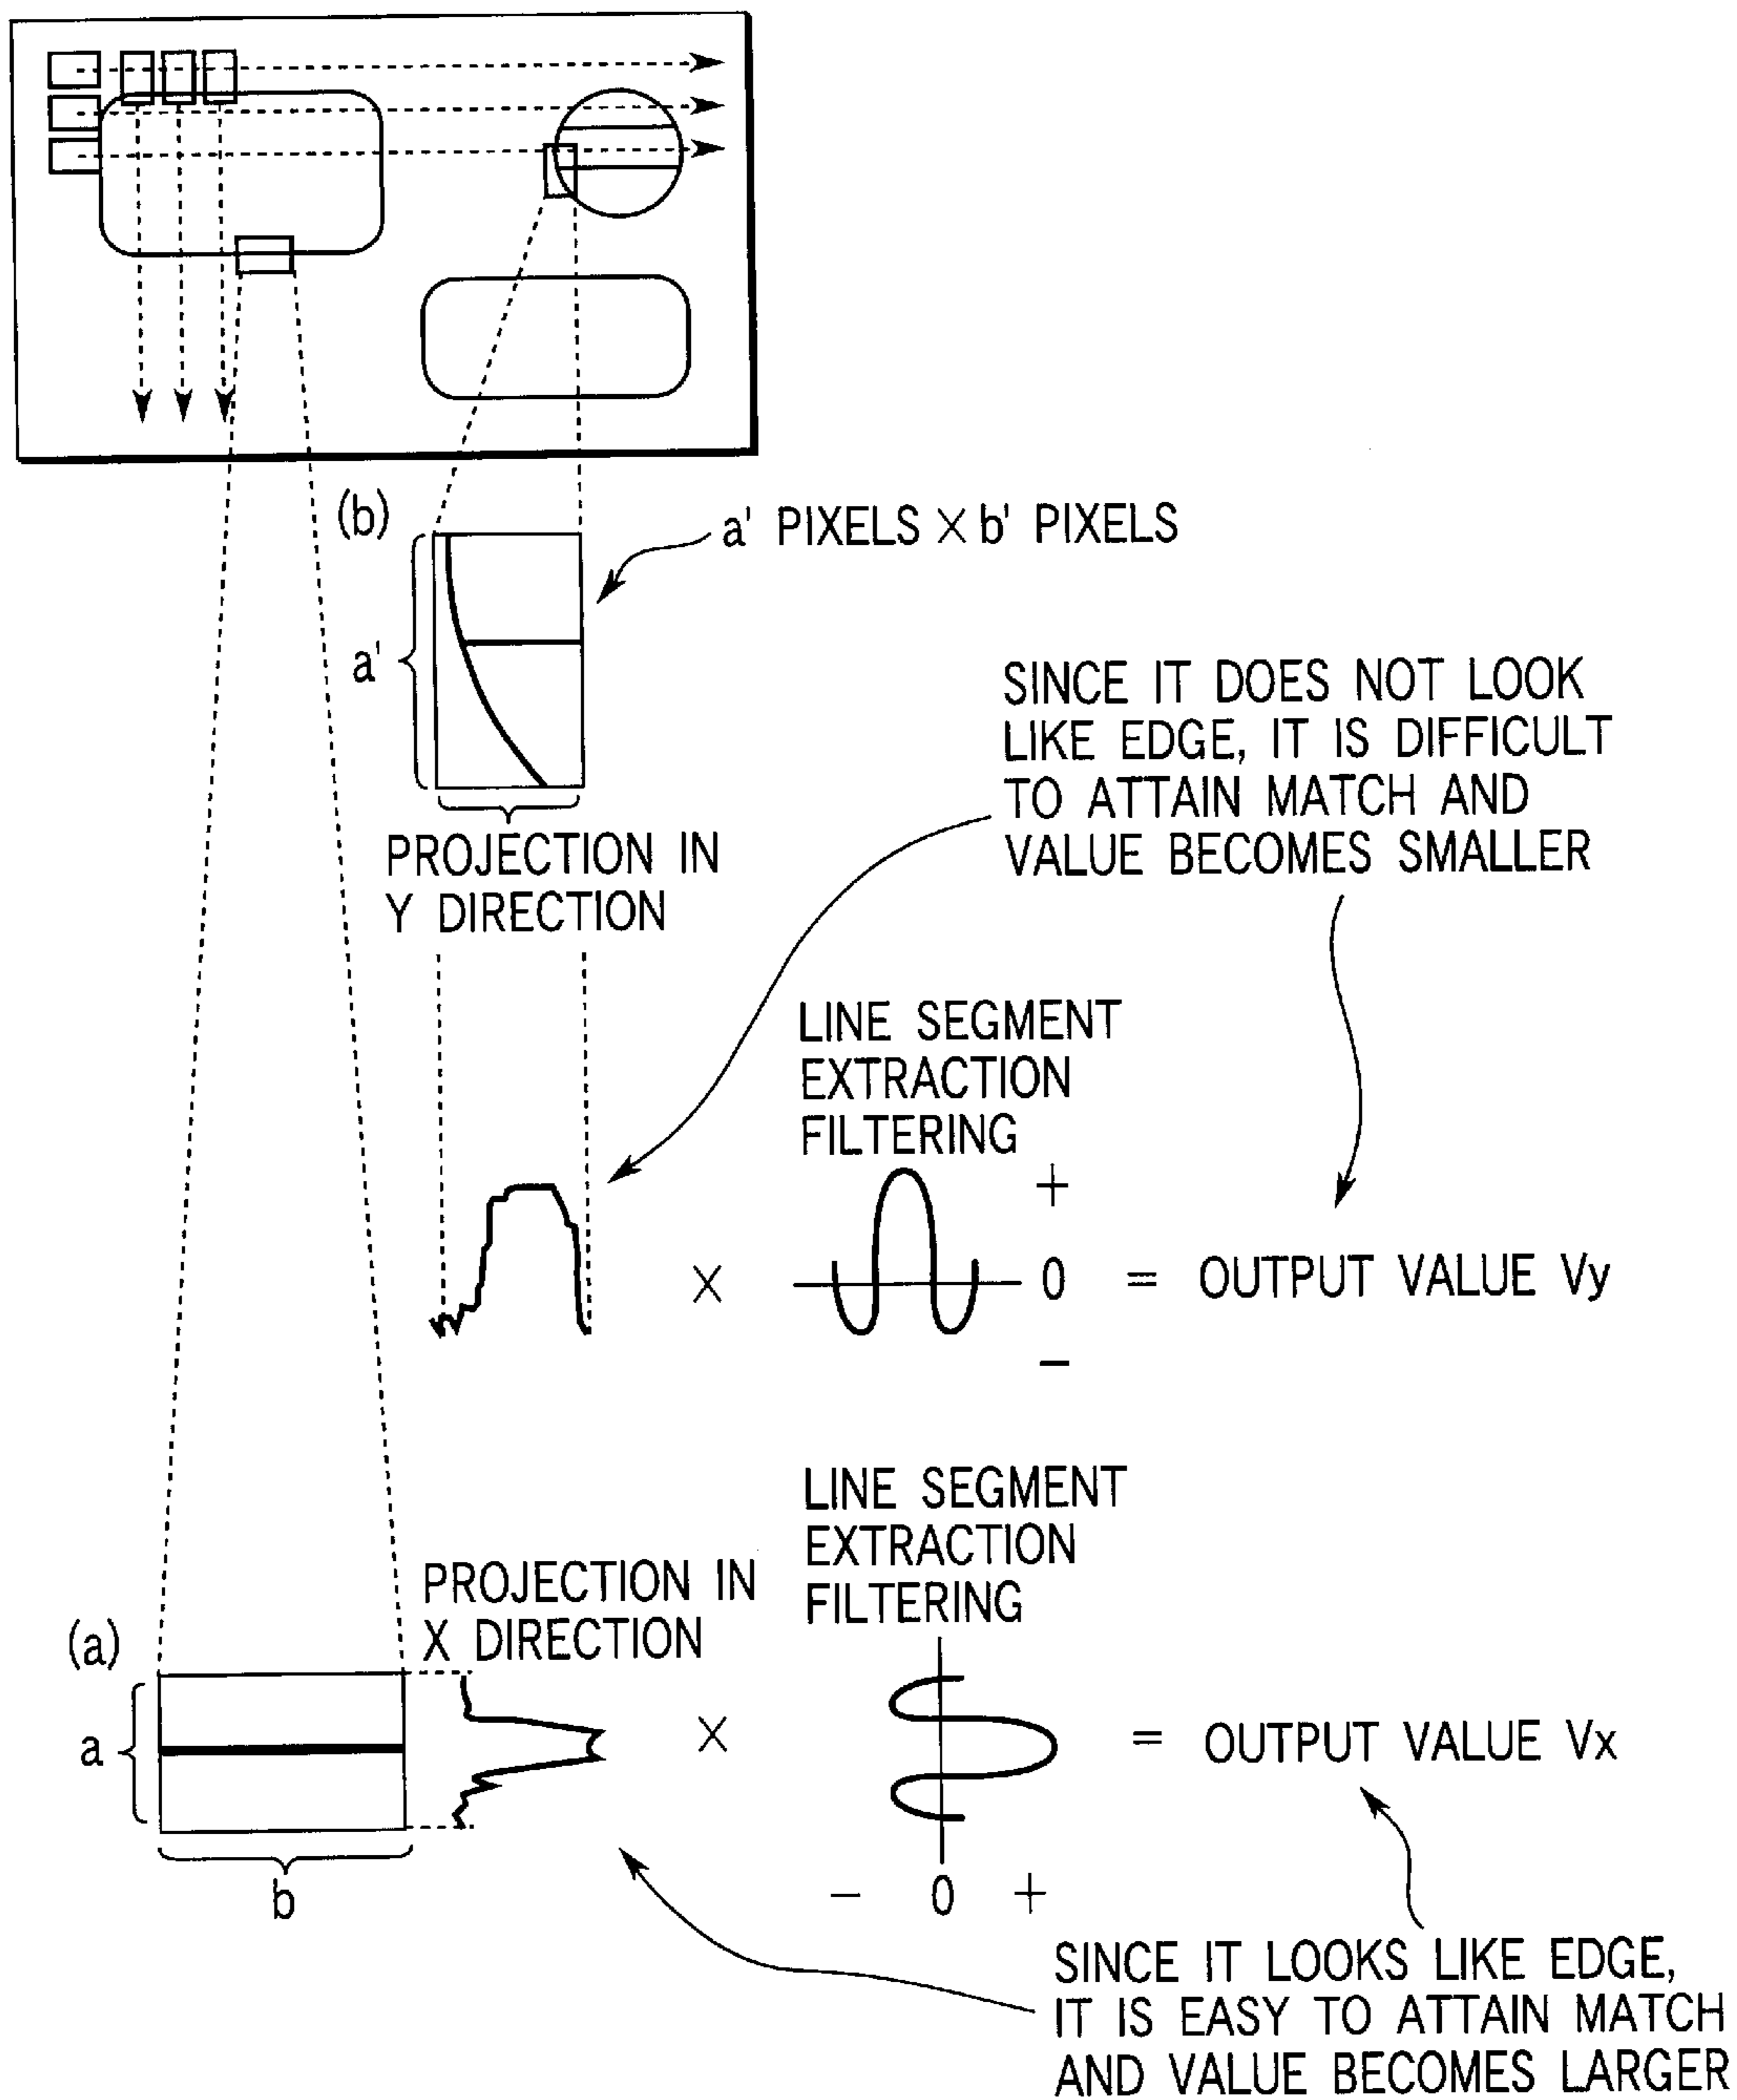 (b)
a' PIXELS × b' PIXELS
a'
PROJECTION IN
Y DIRECTION
SINCE IT DOES NOT LOOK
LIKE EDGE, IT IS DIFFICULT
TO ATTAIN MATCH AND
VALUE BECOMES SMALLER
LINE SEGMENT
EXTRACTION
FILTERING
+
× 0 = OUTPUT VALUE Vy
−
LINE SEGMENT
EXTRACTION
FILTERING
PROJECTION IN
X DIRECTION
(a)
a × = OUTPUT VALUE Vx
b
− 0 +
SINCE IT LOOKS LIKE EDGE,
IT IS EASY TO ATTAIN MATCH
AND VALUE BECOMES LARGER